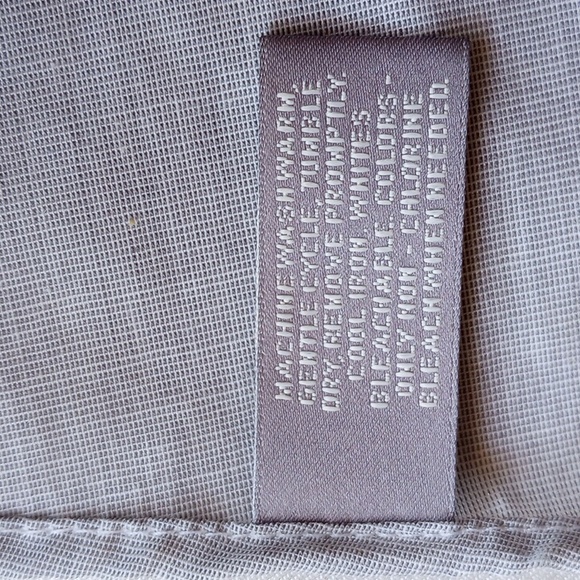 MACHINE WASH WARM,
GENTLE CYCLE, TUMBLE
DRY, REMOVE PROMPTLY
COOL IRON. WHITES
BLEACHABLE. COLORS-
ONLY NON - CHLORINE
BLEACH WHEN NEEDED.